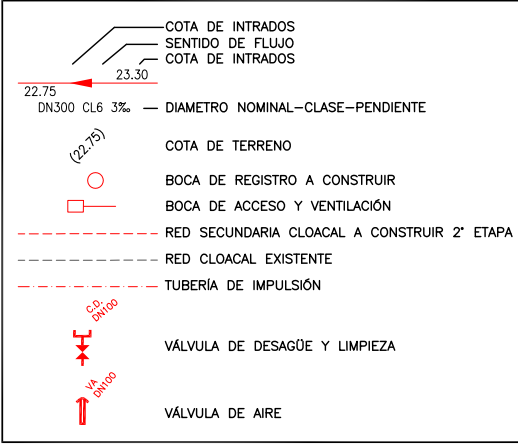 COTA DE INTRADOS
SENTIDO DE FLUJO
COTA DE INTRADOS
23.30
22.75
DN300 CL6 3‰ DIAMETRO NOMINAL-CLASE-PENDIENTE
(22.75) COTA DE TERRENO
BOCA DE REGISTRO A CONSTRUIR
BOCA DE ACCESO Y VENTILACIÓN
RED SECUNDARIA CLOACAL A CONSTRUIR 2° ETAPA
RED CLOACAL EXISTENTE
TUBERÍA DE IMPULSIÓN
C.D.
DN100
VÁLVULA DE DESAGÜE Y LIMPIEZA
VA
DN100
VÁLVULA DE AIRE